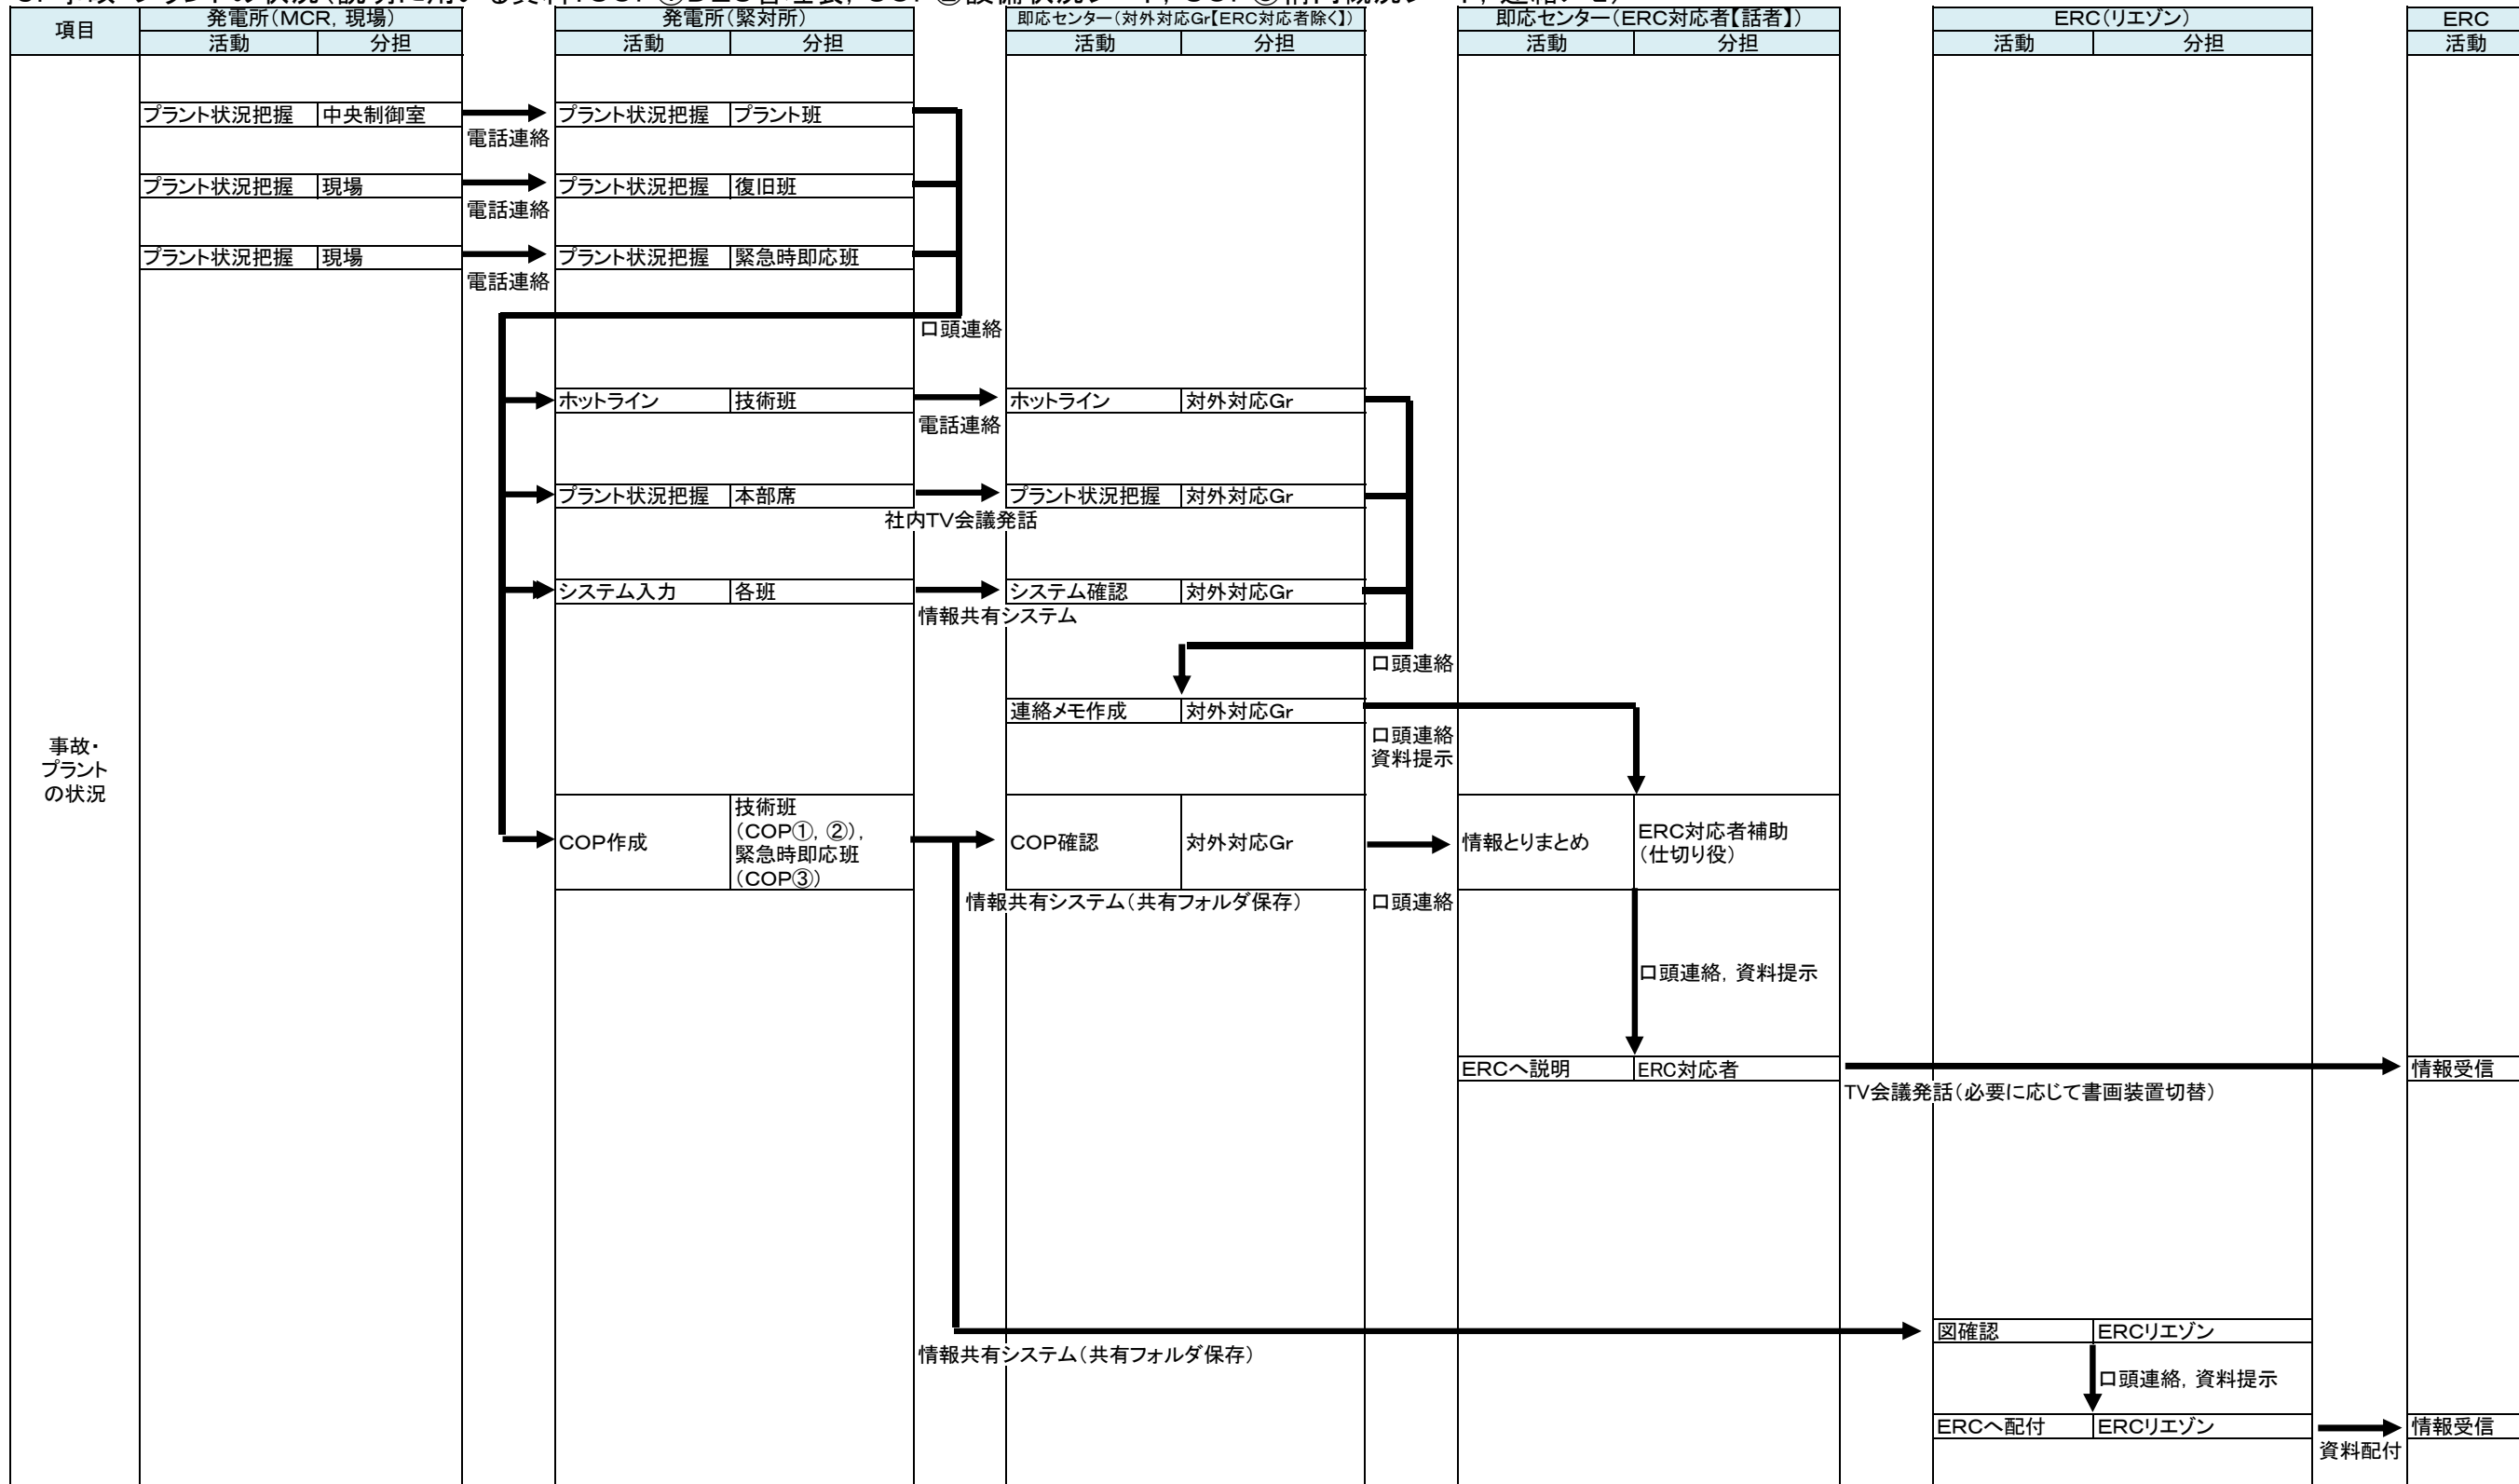 項目
発電所（MCR，現場）
発電所（緊対所）
即応センター（対外対応Gr【ERC対応者除く】）
即応センター（ERC対応者【話者】）
ERC（リエゾン）
ERC
活動 分担
活動 分担
活動 分担
活動 分担
活動 分担
活動
プラント状況把握 中央制御室
電話連絡
プラント状況把握 プラント班
プラント状況把握 現場
電話連絡
プラント状況把握 復旧班
プラント状況把握 現場
電話連絡
プラント状況把握 緊急時即応班
口頭連絡
ホットライン 技術班
電話連絡
ホットライン 対外対応Gr
プラント状況把握 本部席
社内TV会議発話
プラント状況把握 対外対応Gr
システム入力 各班
情報共有システム
システム確認 対外対応Gr
口頭連絡
連絡メモ作成 対外対応Gr
口頭連絡
資料提示
事故・
プラント
の状況
COP作成
技術班
（COP①，②），
緊急時即応班
（COP③）
情報共有システム（共有フォルダ保存）
COP確認 対外対応Gr
口頭連絡
情報とりまとめ
ERC対応者補助
（仕切り役）
口頭連絡，資料提示
ERCへ説明 ERC対応者
TV会議発話（必要に応じて書画装置切替）
情報受信
情報共有システム（共有フォルダ保存）
図確認 ERCリエゾン
口頭連絡，資料提示
ERCへ配付 ERCリエゾン
資料配付
情報受信